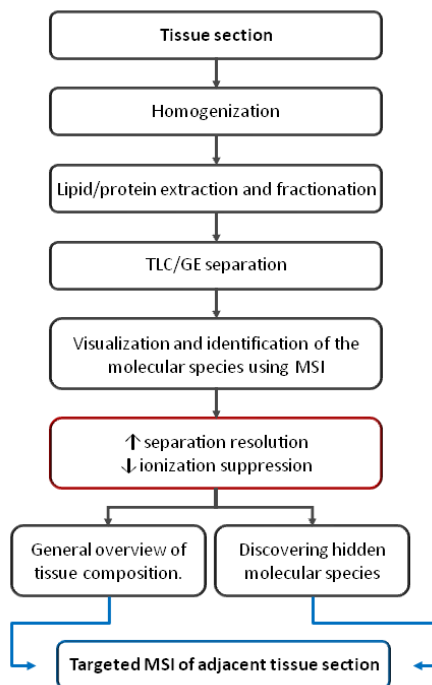 Tissue section
Homogenization
Lipid/protein extraction and fractionation
TLC/GE separation
Visualization and identification of the
molecular species using MSI
↑ separation resolution
↓ ionization suppression
General overview of
tissue composition.
Discovering hidden
molecular species
Targeted MSI of adjacent tissue section